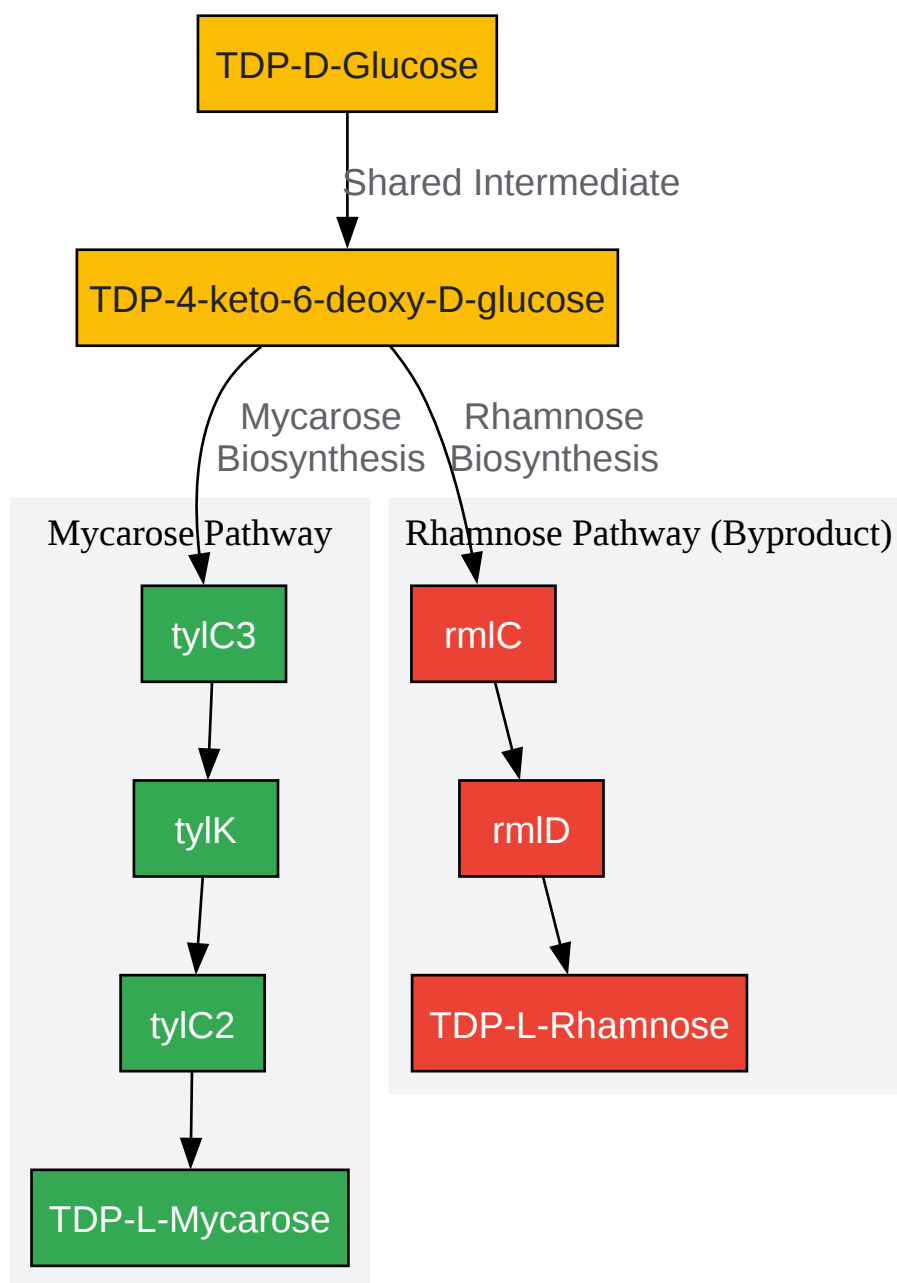 TDP-D-Glucose
Shared Intermediate
TDP-4-keto-6-deoxy-D-glucose
Mycarose
Biosynthesis
Rhamnose
Biosynthesis
Mycarose Pathway
Rhamnose Pathway (Byproduct)
tylC3
rmlC
tylK
rmlD
tylC2
TDP-L-Rhamnose
TDP-L-Mycarose